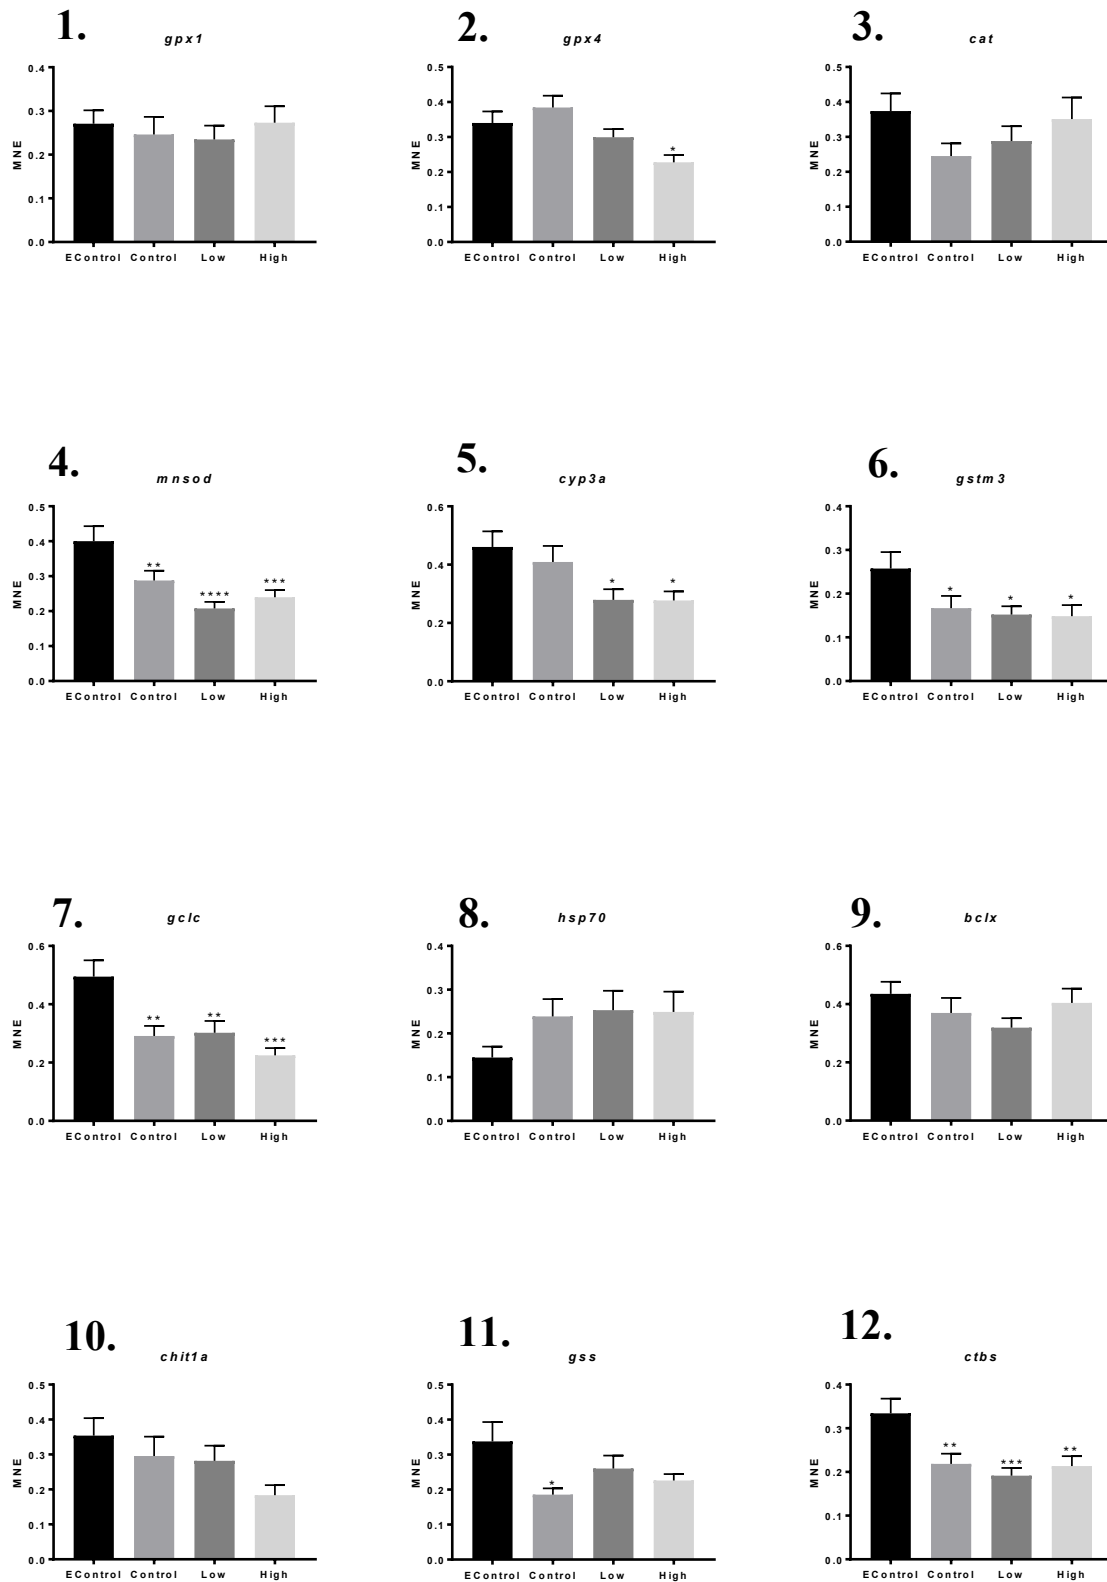 1.
gpx1
MNE
0.4
0.3
0.2
0.1
0.0
EControl Control Low High
2.
gpx4
MNE
0.5
0.4
0.3
0.2
0.1
0.0
*
EControl Control Low High
3.
cat
MNE
0.5
0.4
0.3
0.2
0.1
0.0
EControl Control Low High
4.
mnsod
MNE
0.5
0.4
0.3
0.2
0.1
0.0
** **** ***
EControl Control Low High
5.
cyp3a
MNE
0.6
0.4
0.2
0.0
* *
EControl Control Low High
6.
gstm3
MNE
0.4
0.3
0.2
0.1
0.0
* * *
EControl Control Low High
7.
gclc
MNE
0.6
0.4
0.2
0.0
** ** ***
EControl Control Low High
8.
hsp70
MNE
0.4
0.3
0.2
0.1
0.0
EControl Control Low High
9.
bclx
MNE
0.6
0.4
0.2
0.0
EControl Control Low High
10.
chit1a
MNE
0.5
0.4
0.3
0.2
0.1
0.0
EControl Control Low High
11.
gss
MNE
0.5
0.4
0.3
0.2
0.1
0.0
*
EControl Control Low High
12.
ctbs
MNE
0.4
0.3
0.2
0.1
0.0
** *** **
EControl Control Low High